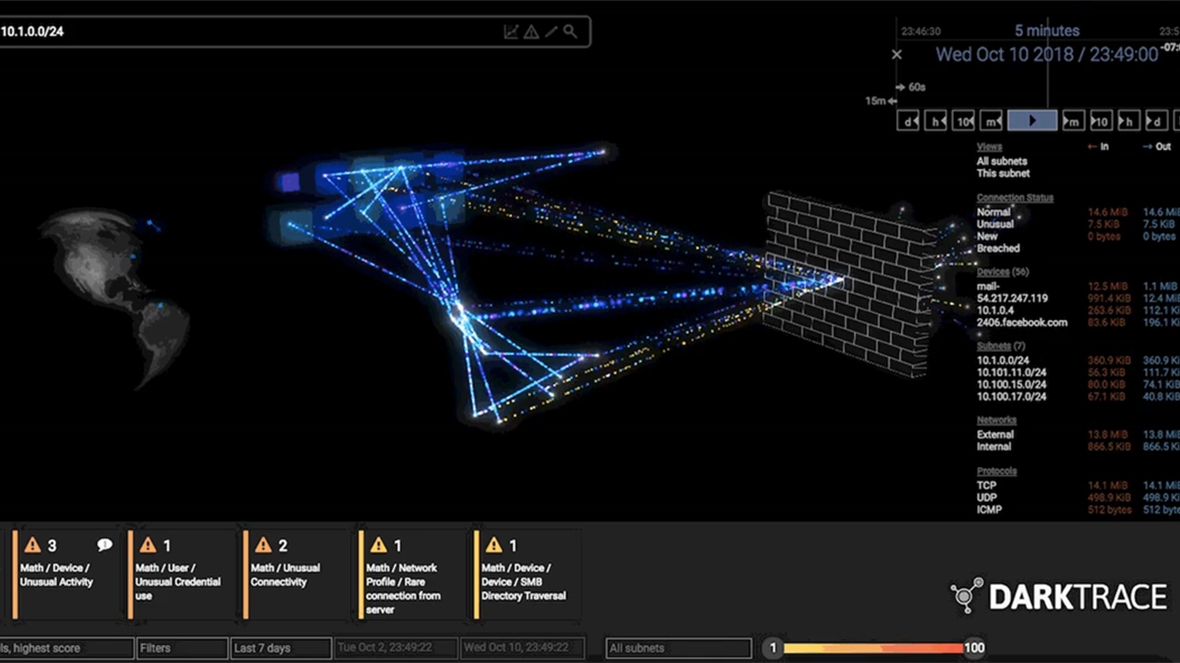 10.1.0.0/24
23:46:30 5 minutes
Wed Oct 10 2018 / 23:49:00
60s
15m
d h 10 m m 10 h d
Views In Out
All subnets
This subnet
Connection Status
Normal 14.6 MiB 14.6 MiB
Unusual 7.5 KiB 7.5 KiB
New 0 bytes 0 bytes
Breached
Devices (56)
mail- 12.5 MiB 1.1 MiB
54.217.247.119 991.4 KiB 12.4 MiB
10.1.0.4 263.6 KiB 112.1 KiB
2406.facebook.com 83.6 KiB 196.1 KiB
Subnets (7)
10.1.0.0/24 360.9 KiB 360.9 KiB
10.101.11.0/24 56.3 KiB 111.7 KiB
10.100.15.0/24 80.0 KiB 74.1 KiB
10.100.17.0/24 67.1 KiB 40.8 KiB
Networks
External 13.8 MiB 13.8 MiB
Internal 866.5 KiB 866.5 KiB
Protocols
TCP 14.1 MiB 14.1 MiB
UDP 498.9 KiB 498.9 KiB
ICMP 512 bytes 512 bytes
3
Math / Device /
Unusual Activity
1
Math / User /
Unusual Credential
use
2
Math / Unusual
Connectivity
1
Math / Network
Profile / Rare
connection from
server
1
Math / Device /
Device / SMB
Directory Traversal
DARKTRACE
ls, highest score Filters Last 7 days Tue Oct 2, 23:49:22 Wed Oct 10, 23:49:22 All subnets 1 100